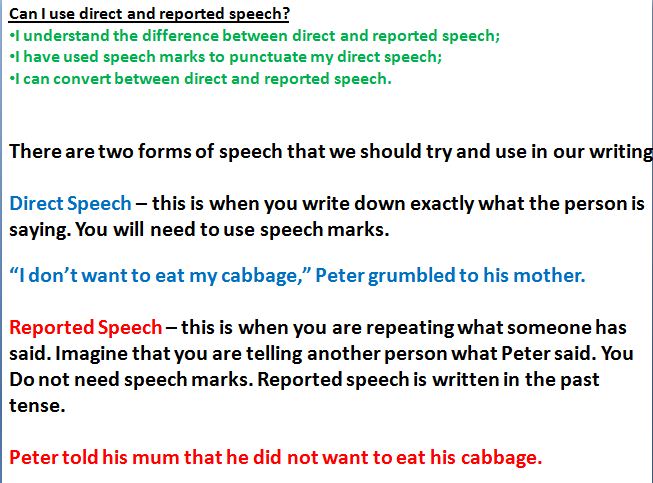 Can I use direct and reported speech?
•I understand the difference between direct and reported speech;
•I have used speech marks to punctuate my direct speech;
•I can convert between direct and reported speech.
There are two forms of speech that we should try and use in our writing
Direct Speech – this is when you write down exactly what the person is
saying. You will need to use speech marks.
“I don’t want to eat my cabbage,” Peter grumbled to his mother.
Reported Speech – this is when you are repeating what someone has
said. Imagine that you are telling another person what Peter said. You
Do not need speech marks. Reported speech is written in the past
tense.
Peter told his mum that he did not want to eat his cabbage.